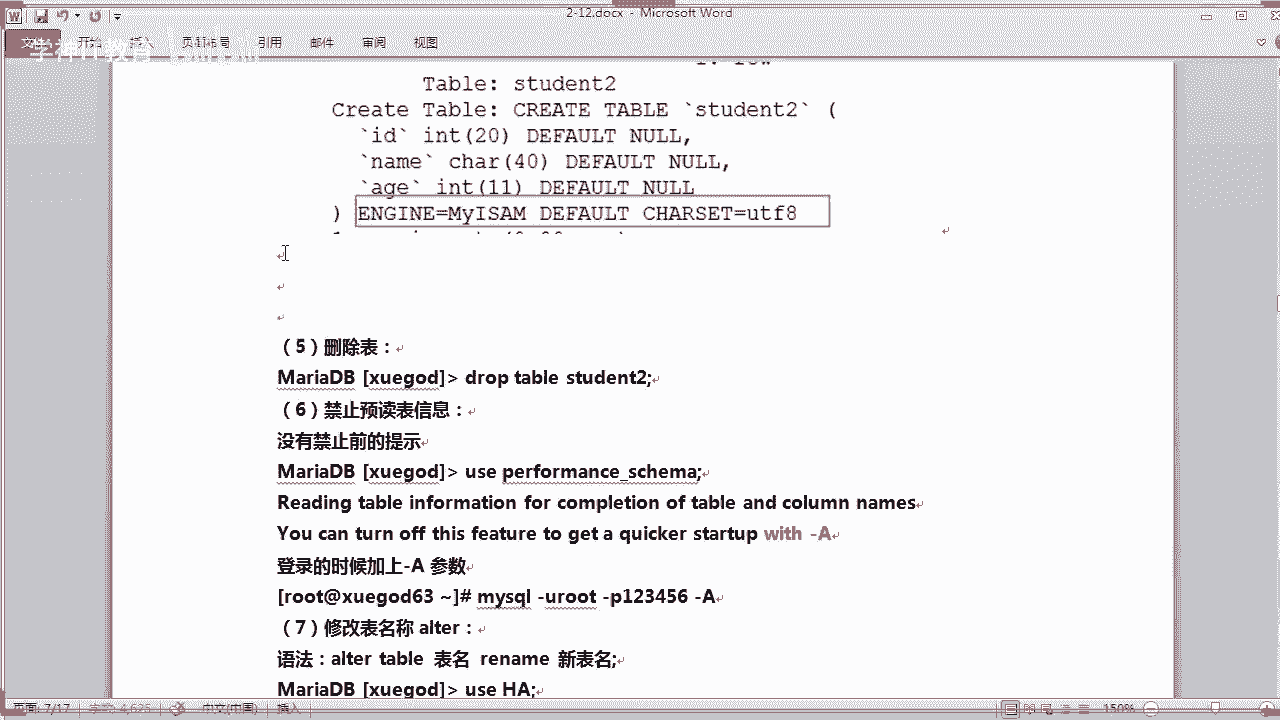 2-12.docx - Microsoft Word
文件 开始 插入 页面布局 引用 邮件 审阅 视图
学神IT教育
Table: student2
Create Table: CREATE TABLE `student2` (
`id` int(20) DEFAULT NULL,
`name` char(40) DEFAULT NULL,
`age` int(11) DEFAULT NULL
) ENGINE=MyISAM DEFAULT CHARSET=utf8
（5）删除表：
MariaDB [xuegod]> drop table student2;
（6）禁止预读表信息：
没有禁止前的提示
MariaDB [xuegod]> use performance_schema;
Reading table information for completion of table and column names
You can turn off this feature to get a quicker startup with -A
登录的时候加上-A 参数
[root@xuegod63 ~]# mysql -uroot -p123456 -A
（7）修改表名称 alter：
语法：alter table 表名 rename 新表名;
MariaDB [xuegod]> use HA;
页面: 7/17 字数: 4,625 中文(中国) 插入 150%